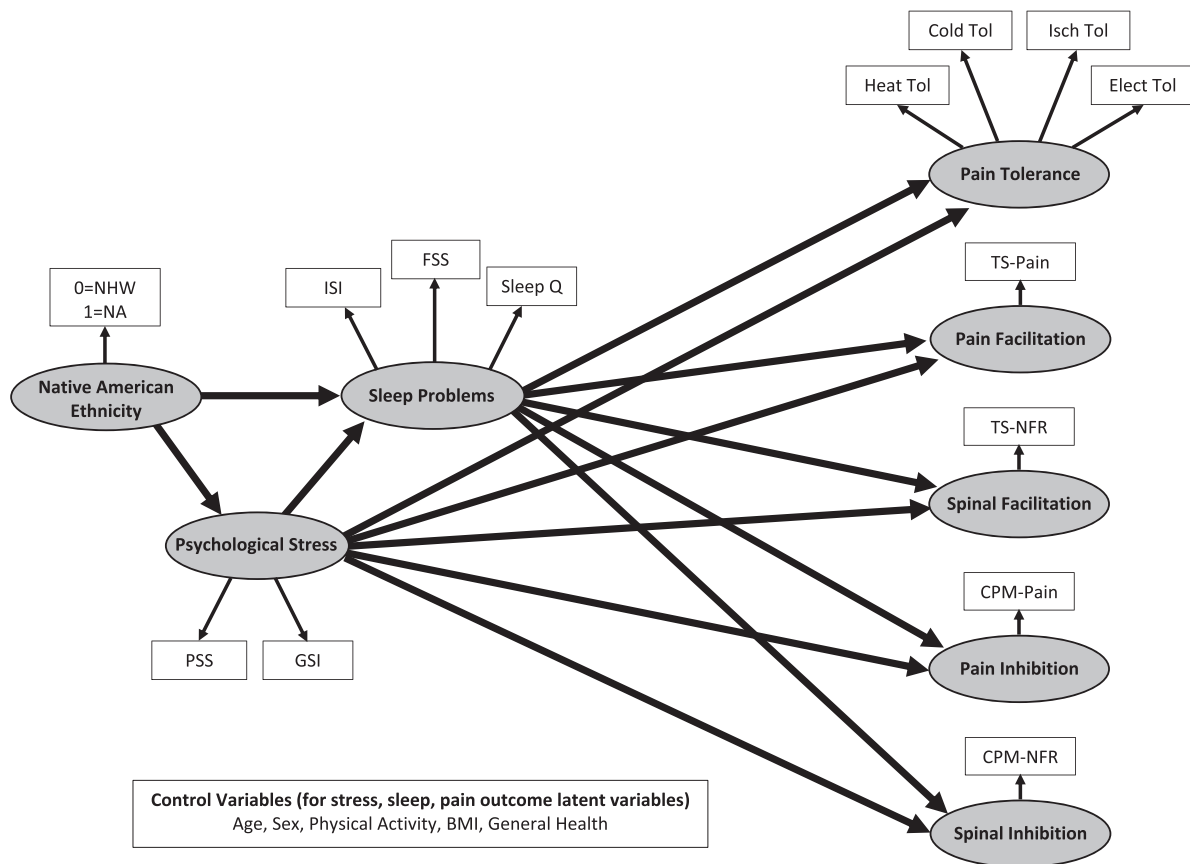 Cold Tol
Isch Tol
Heat Tol
Elect Tol
Pain Tolerance
TS-Pain
Pain Facilitation
TS-NFR
Spinal Facilitation
CPM-Pain
Pain Inhibition
CPM-NFR
Spinal Inhibition
0=NHW
1=NA
Native American
Ethnicity
ISI
FSS
Sleep Q
Sleep Problems
Psychological Stress
PSS
GSI
Control Variables (for stress, sleep, pain outcome latent variables)
Age, Sex, Physical Activity, BMI, General Health